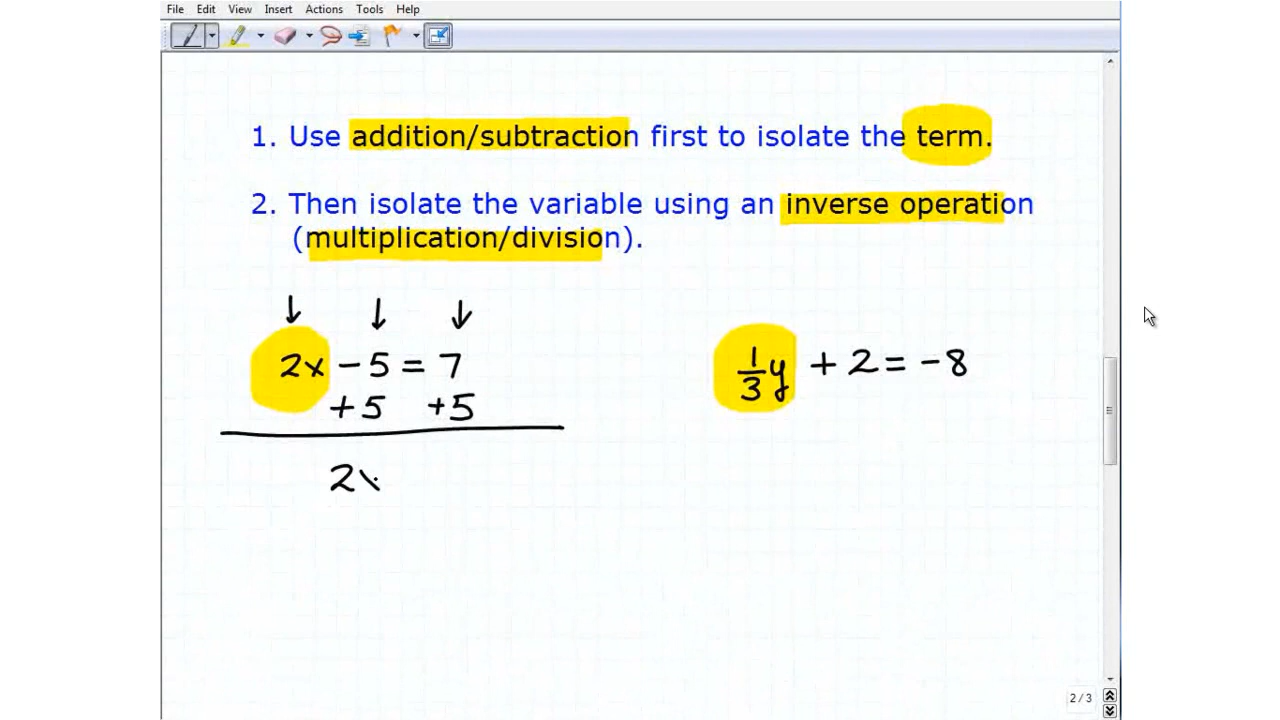 File Edit View Insert Actions Tools Help
1. Use addition/subtraction first to isolate the term.
2. Then isolate the variable using an inverse operation
(multiplication/division).
↓ ↓ ↓
2x - 5 = 7
+5 +5
2x
1/3 y + 2 = -8
2 / 3